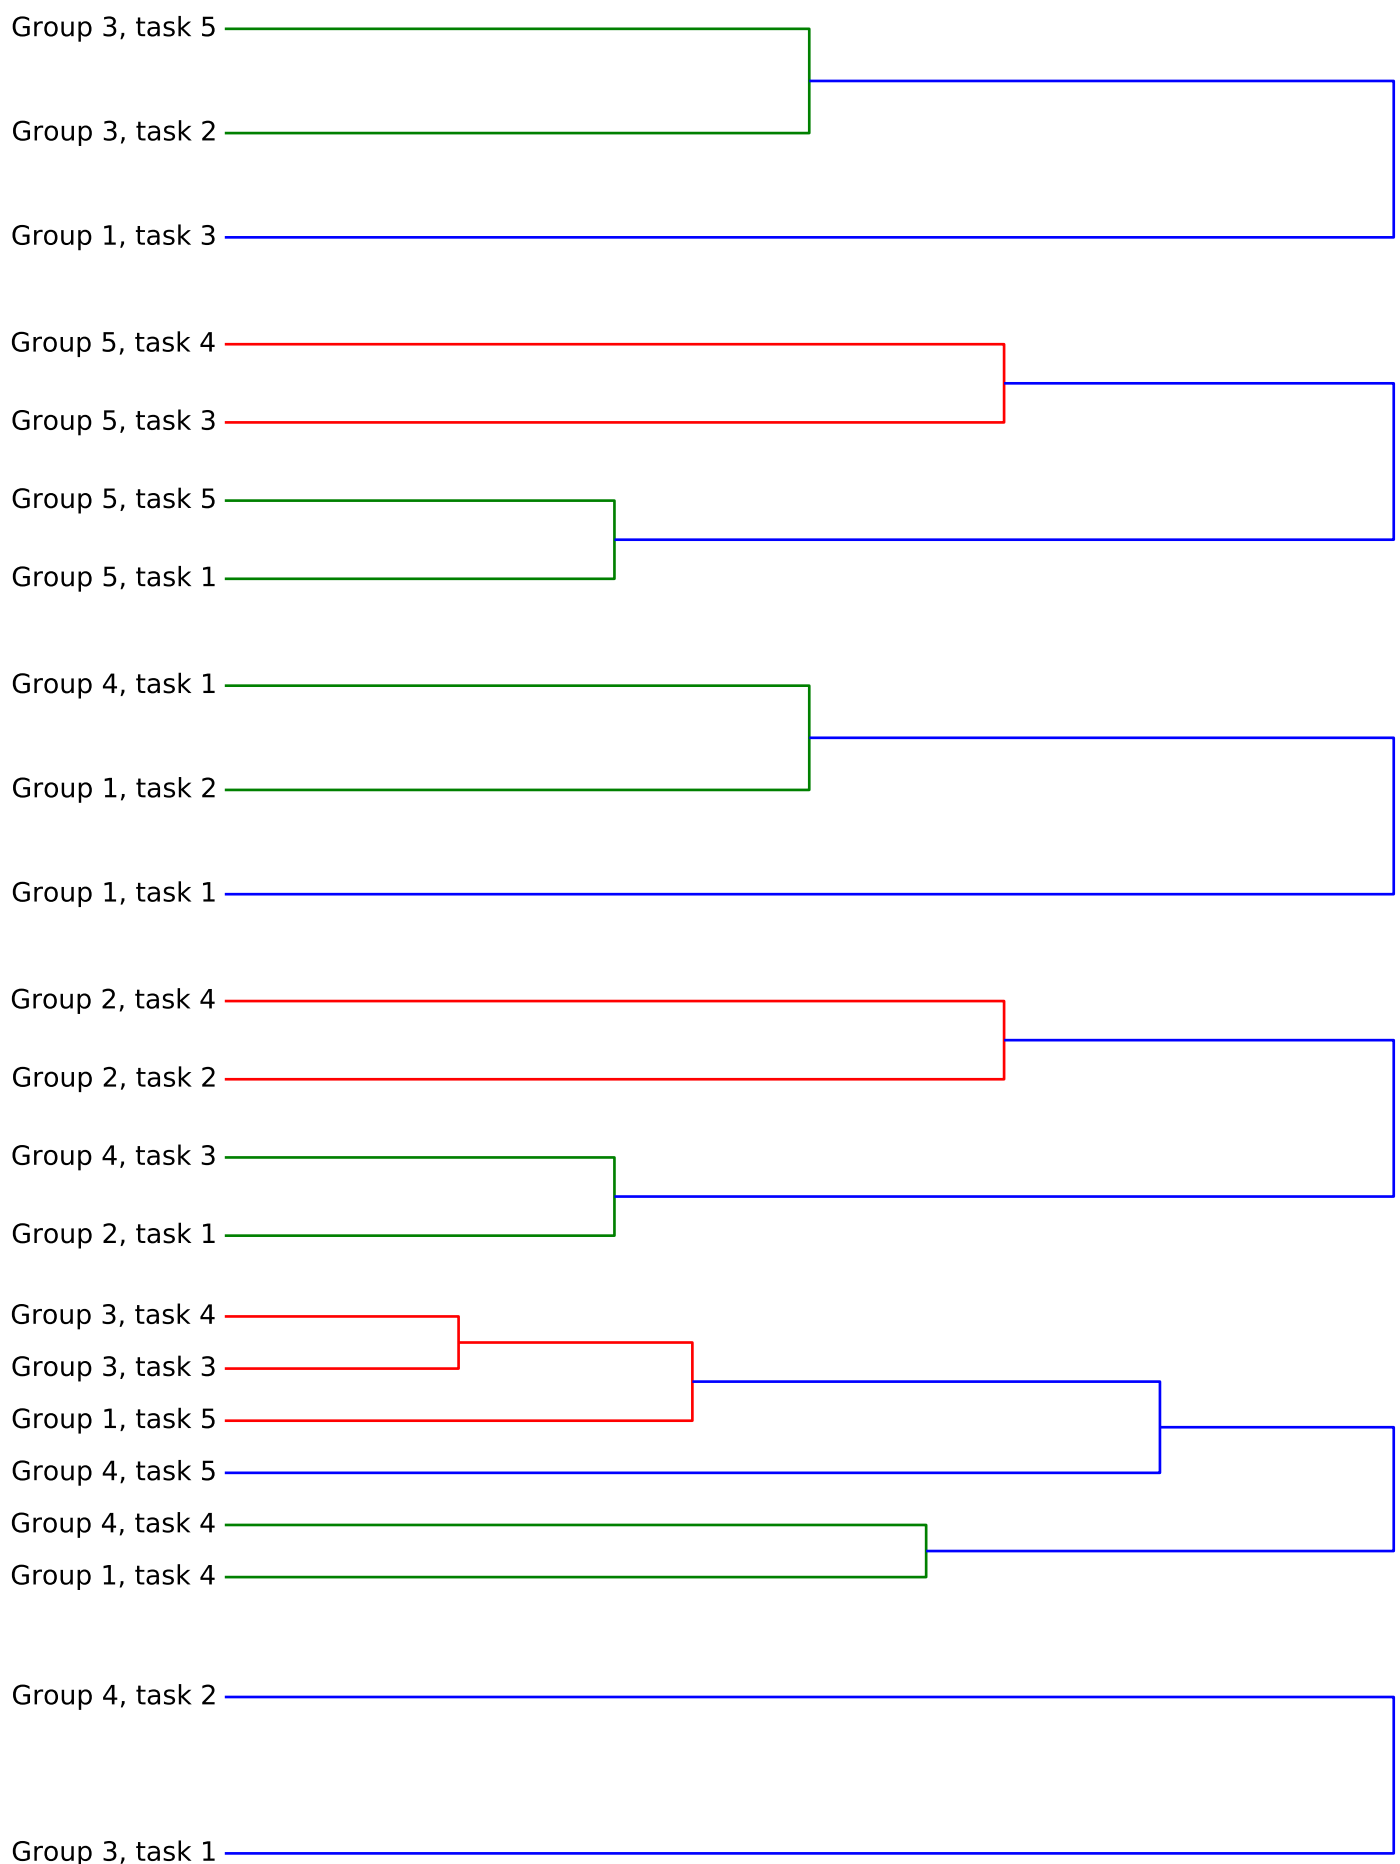 Group 3, task 5
Group 3, task 2
Group 1, task 3
Group 5, task 4
Group 5, task 3
Group 5, task 5
Group 5, task 1
Group 4, task 1
Group 1, task 2
Group 1, task 1
Group 2, task 4
Group 2, task 2
Group 4, task 3
Group 2, task 1
Group 3, task 4
Group 3, task 3
Group 1, task 5
Group 4, task 5
Group 4, task 4
Group 1, task 4
Group 4, task 2
Group 3, task 1